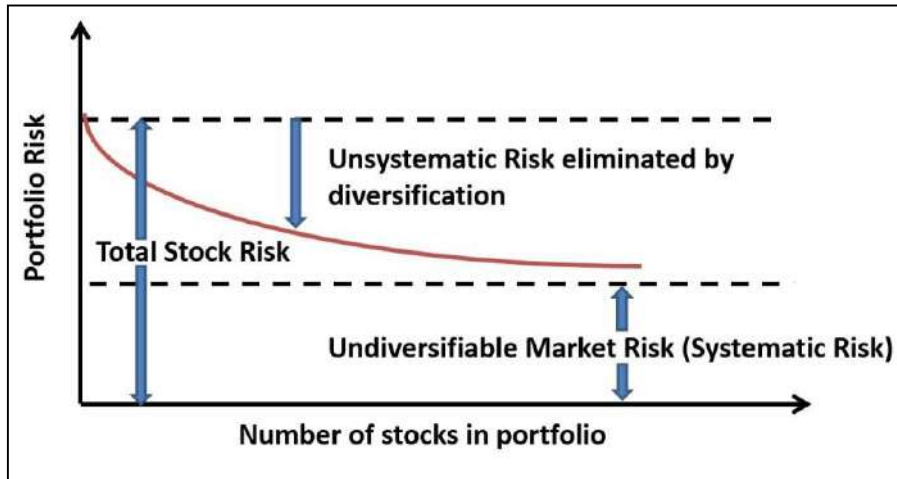 Portfolio Risk
Unsystematic Risk eliminated by
diversification
Total Stock Risk
Undiversifiable Market Risk (Systematic Risk)
Number of stocks in portfolio